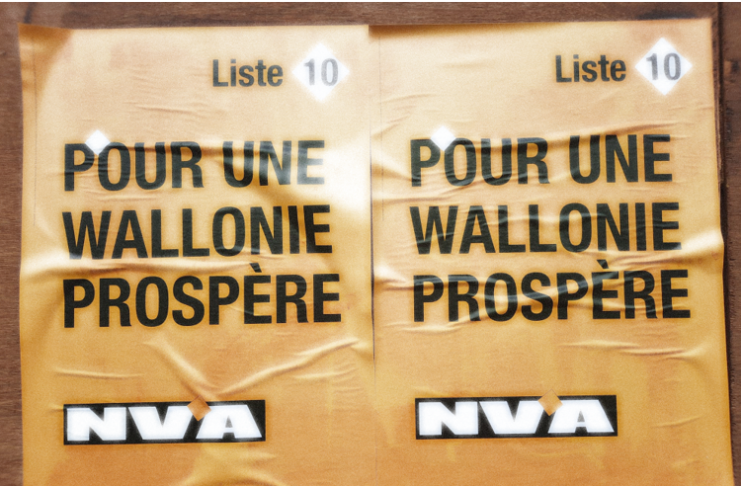 Liste 10
POUR UNE
WALLONIE
PROSPÈRE
NVA
Liste 10
POUR UNE
WALLONIE
PROSPÈRE
NVA